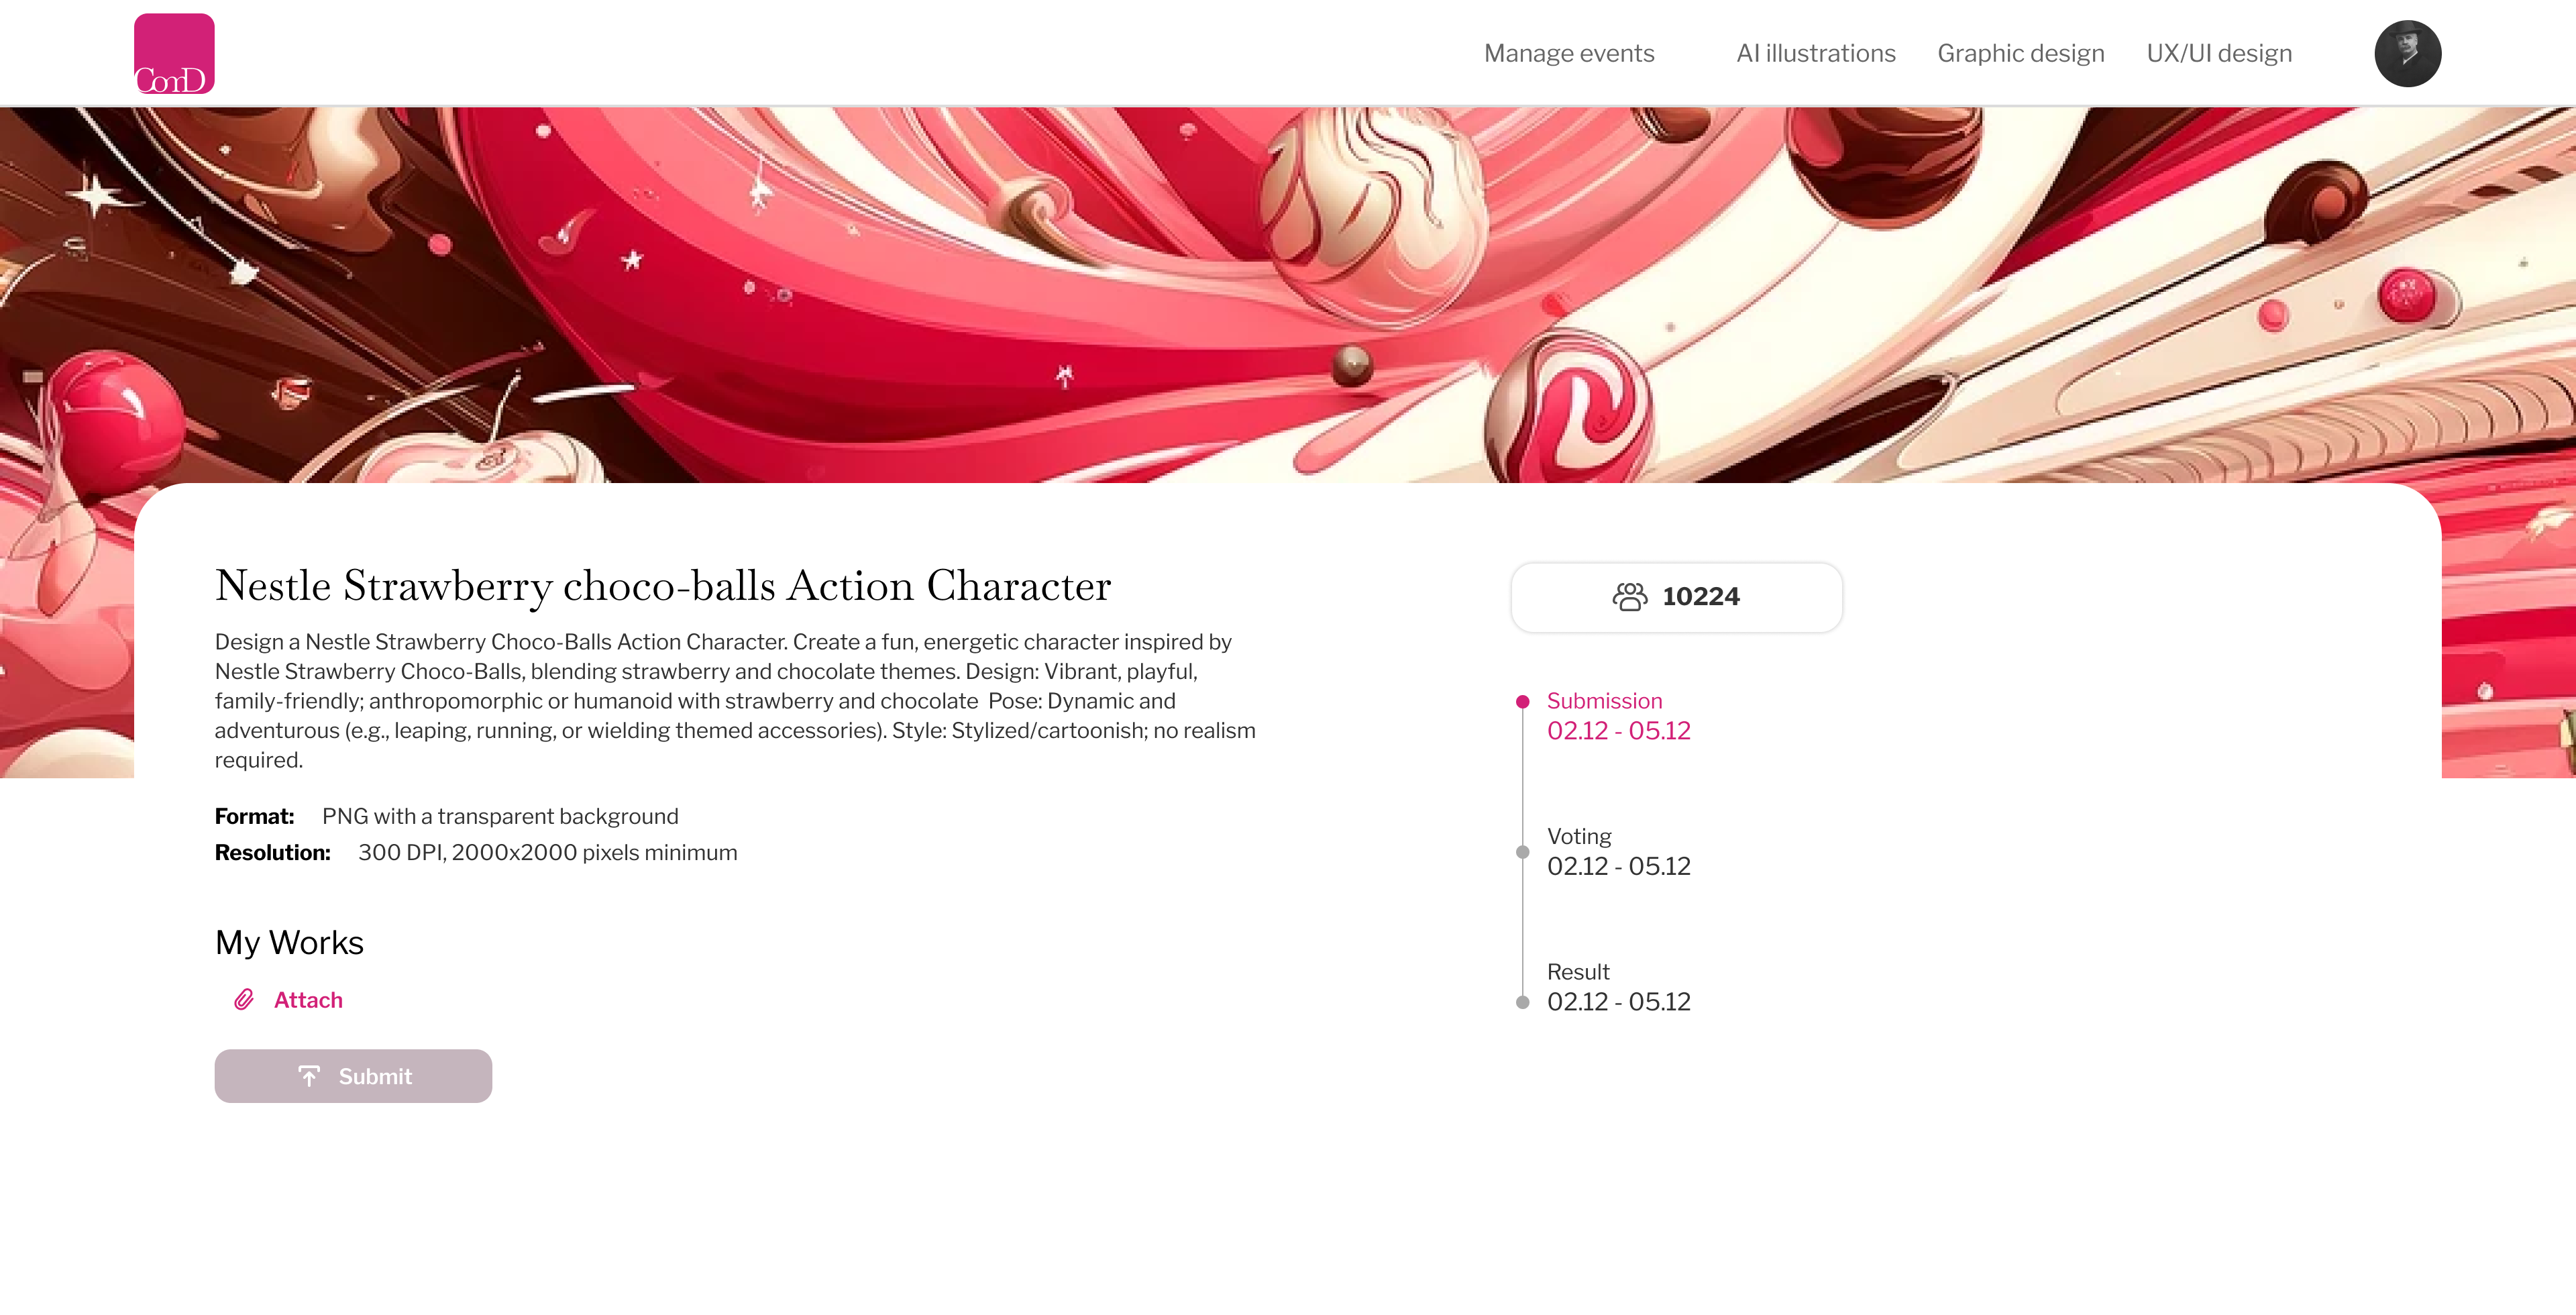 ConD
Manage events
AI illustrations
Graphic design
UX/UI design
Nestle Strawberry choco-balls Action Character
Design a Nestle Strawberry Choco-Balls Action Character. Create a fun, energetic character inspired by
Nestle Strawberry Choco-Balls, blending strawberry and chocolate themes. Design: Vibrant, playful,
family-friendly; anthropomorphic or humanoid with strawberry and chocolate  Pose: Dynamic and
adventurous (e.g., leaping, running, or wielding themed accessories). Style: Stylized/cartoonish; no realism
required.
Format: PNG with a transparent background
Resolution: 300 DPI, 2000x2000 pixels minimum
My Works
Attach
Submit
10224
Submission
02.12 - 05.12
Voting
02.12 - 05.12
Result
02.12 - 05.12